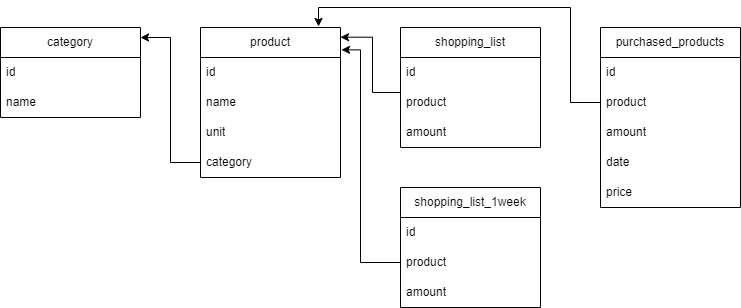 category
id
name
product
id
name
unit
category
shopping_list
id
product
amount
purchased_products
id
product
amount
date
price
shopping_list_1week
id
product
amount